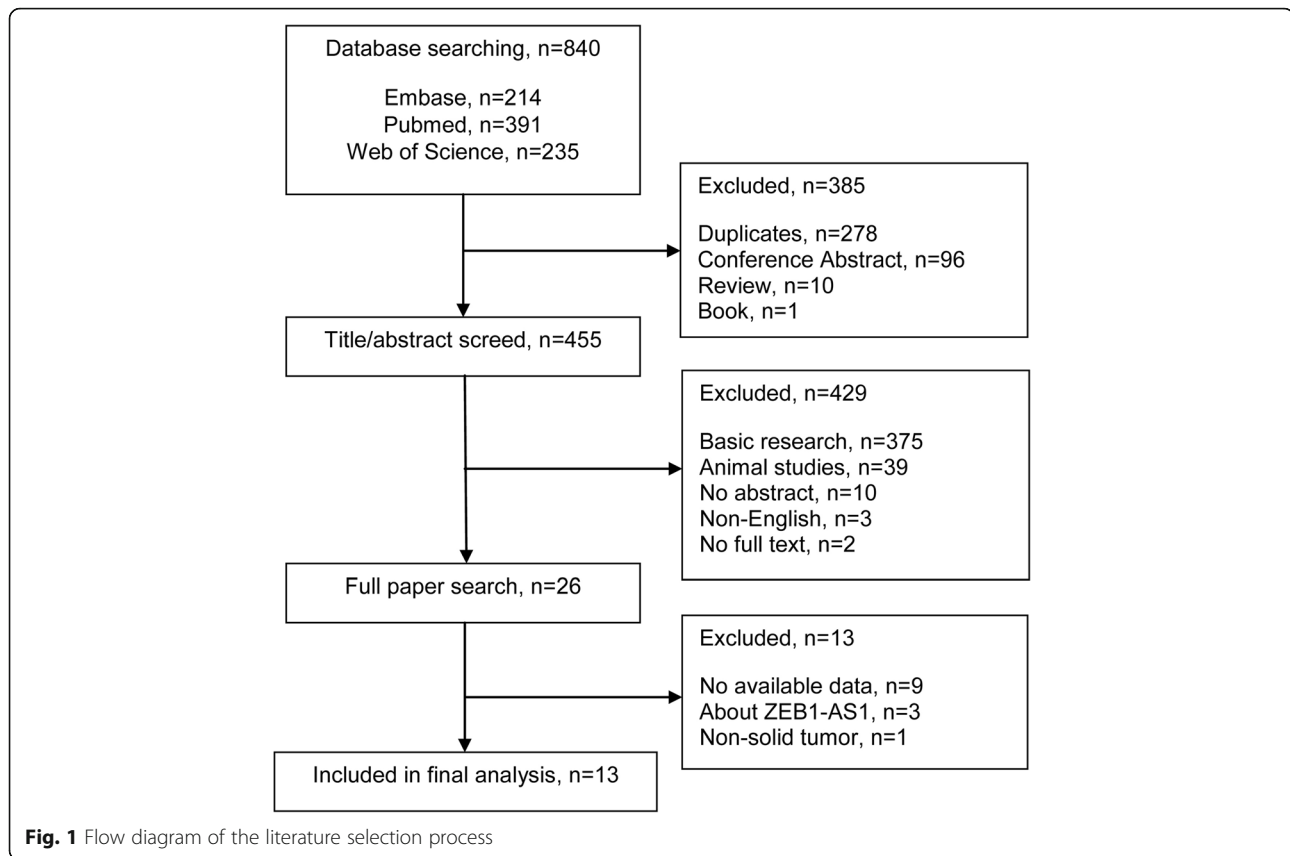 Database searching, n=840
Embase, n=214
Pubmed, n=391
Web of Science, n=235
Excluded, n=385
Duplicates, n=278
Conference Abstract, n=96
Review, n=10
Book, n=1
Title/abstract screed, n=455
Excluded, n=429
Basic research, n=375
Animal studies, n=39
No abstract, n=10
Non-English, n=3
No full text, n=2
Full paper search, n=26
Excluded, n=13
No available data, n=9
About ZEB1-AS1, n=3
Non-solid tumor, n=1
Included in final analysis, n=13
Fig. 1 Flow diagram of the literature selection process